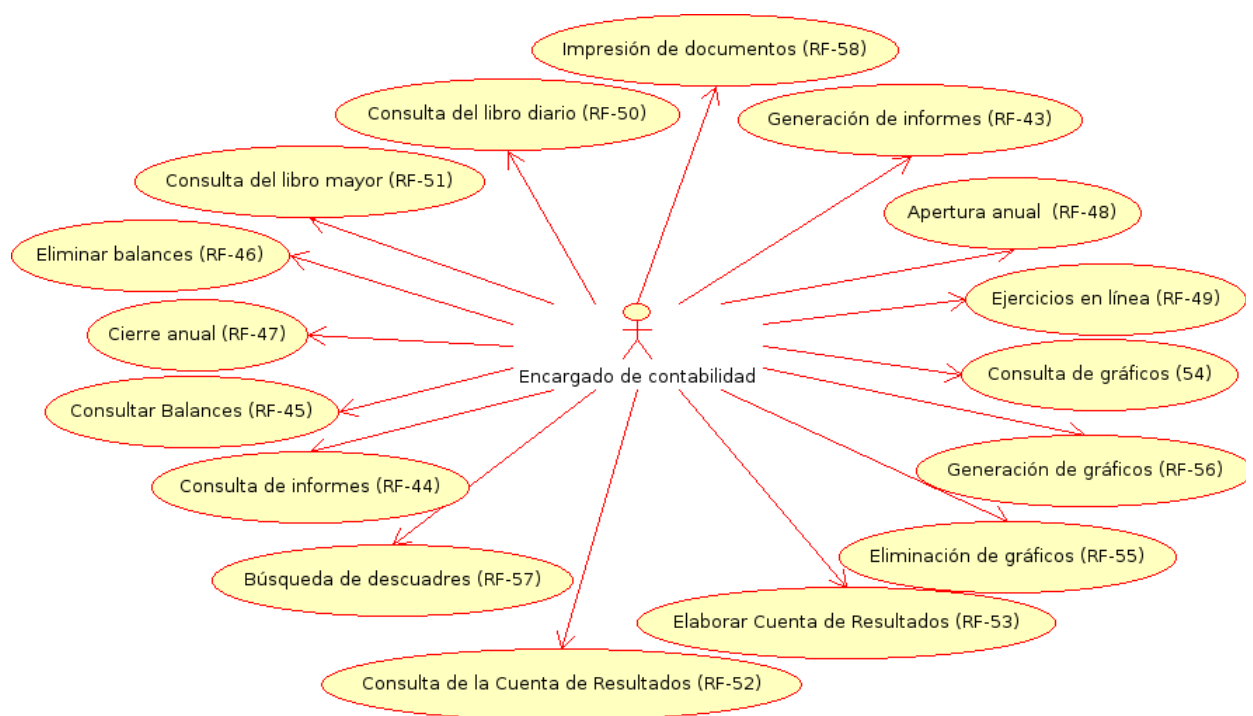 Impresión de documentos (RF-58)
Consulta del libro diario (RF-50)
Generación de informes (RF-43)
Consulta del libro mayor (RF-51)
Apertura anual (RF-48)
Eliminar balances (RF-46)
Ejercicios en línea (RF-49)
Cierre anual (RF-47)
Consulta de gráficos (54)
Encargado de contabilidad
Consultar Balances (RF-45)
Generación de gráficos (RF-56)
Consulta de informes (RF-44)
Eliminación de gráficos (RF-55)
Búsqueda de descuadres (RF-57)
Elaborar Cuenta de Resultados (RF-53)
Consulta de la Cuenta de Resultados (RF-52)